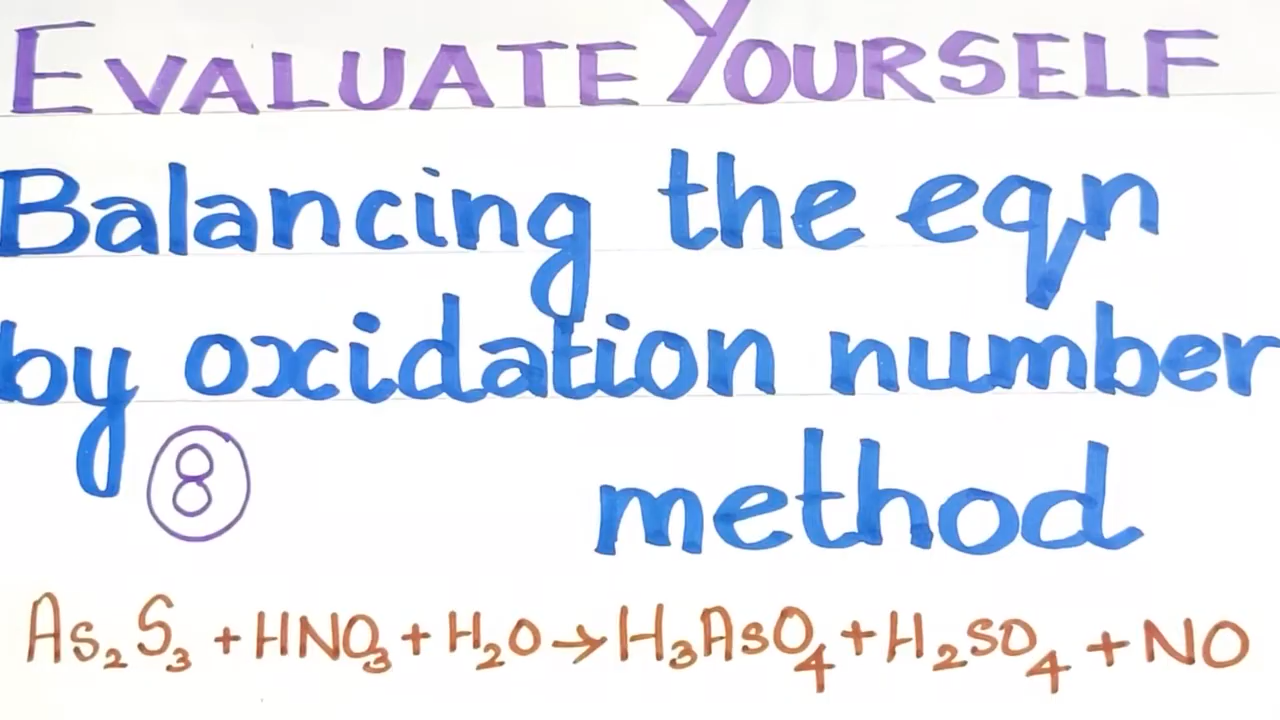 EVALUATE YOURSELF
Balancing the eqn
by oxidation number
⑧ method
As₂S₃ + HNO₃ + H₂O → H₃AsO₄ + H₂SO₄ + NO